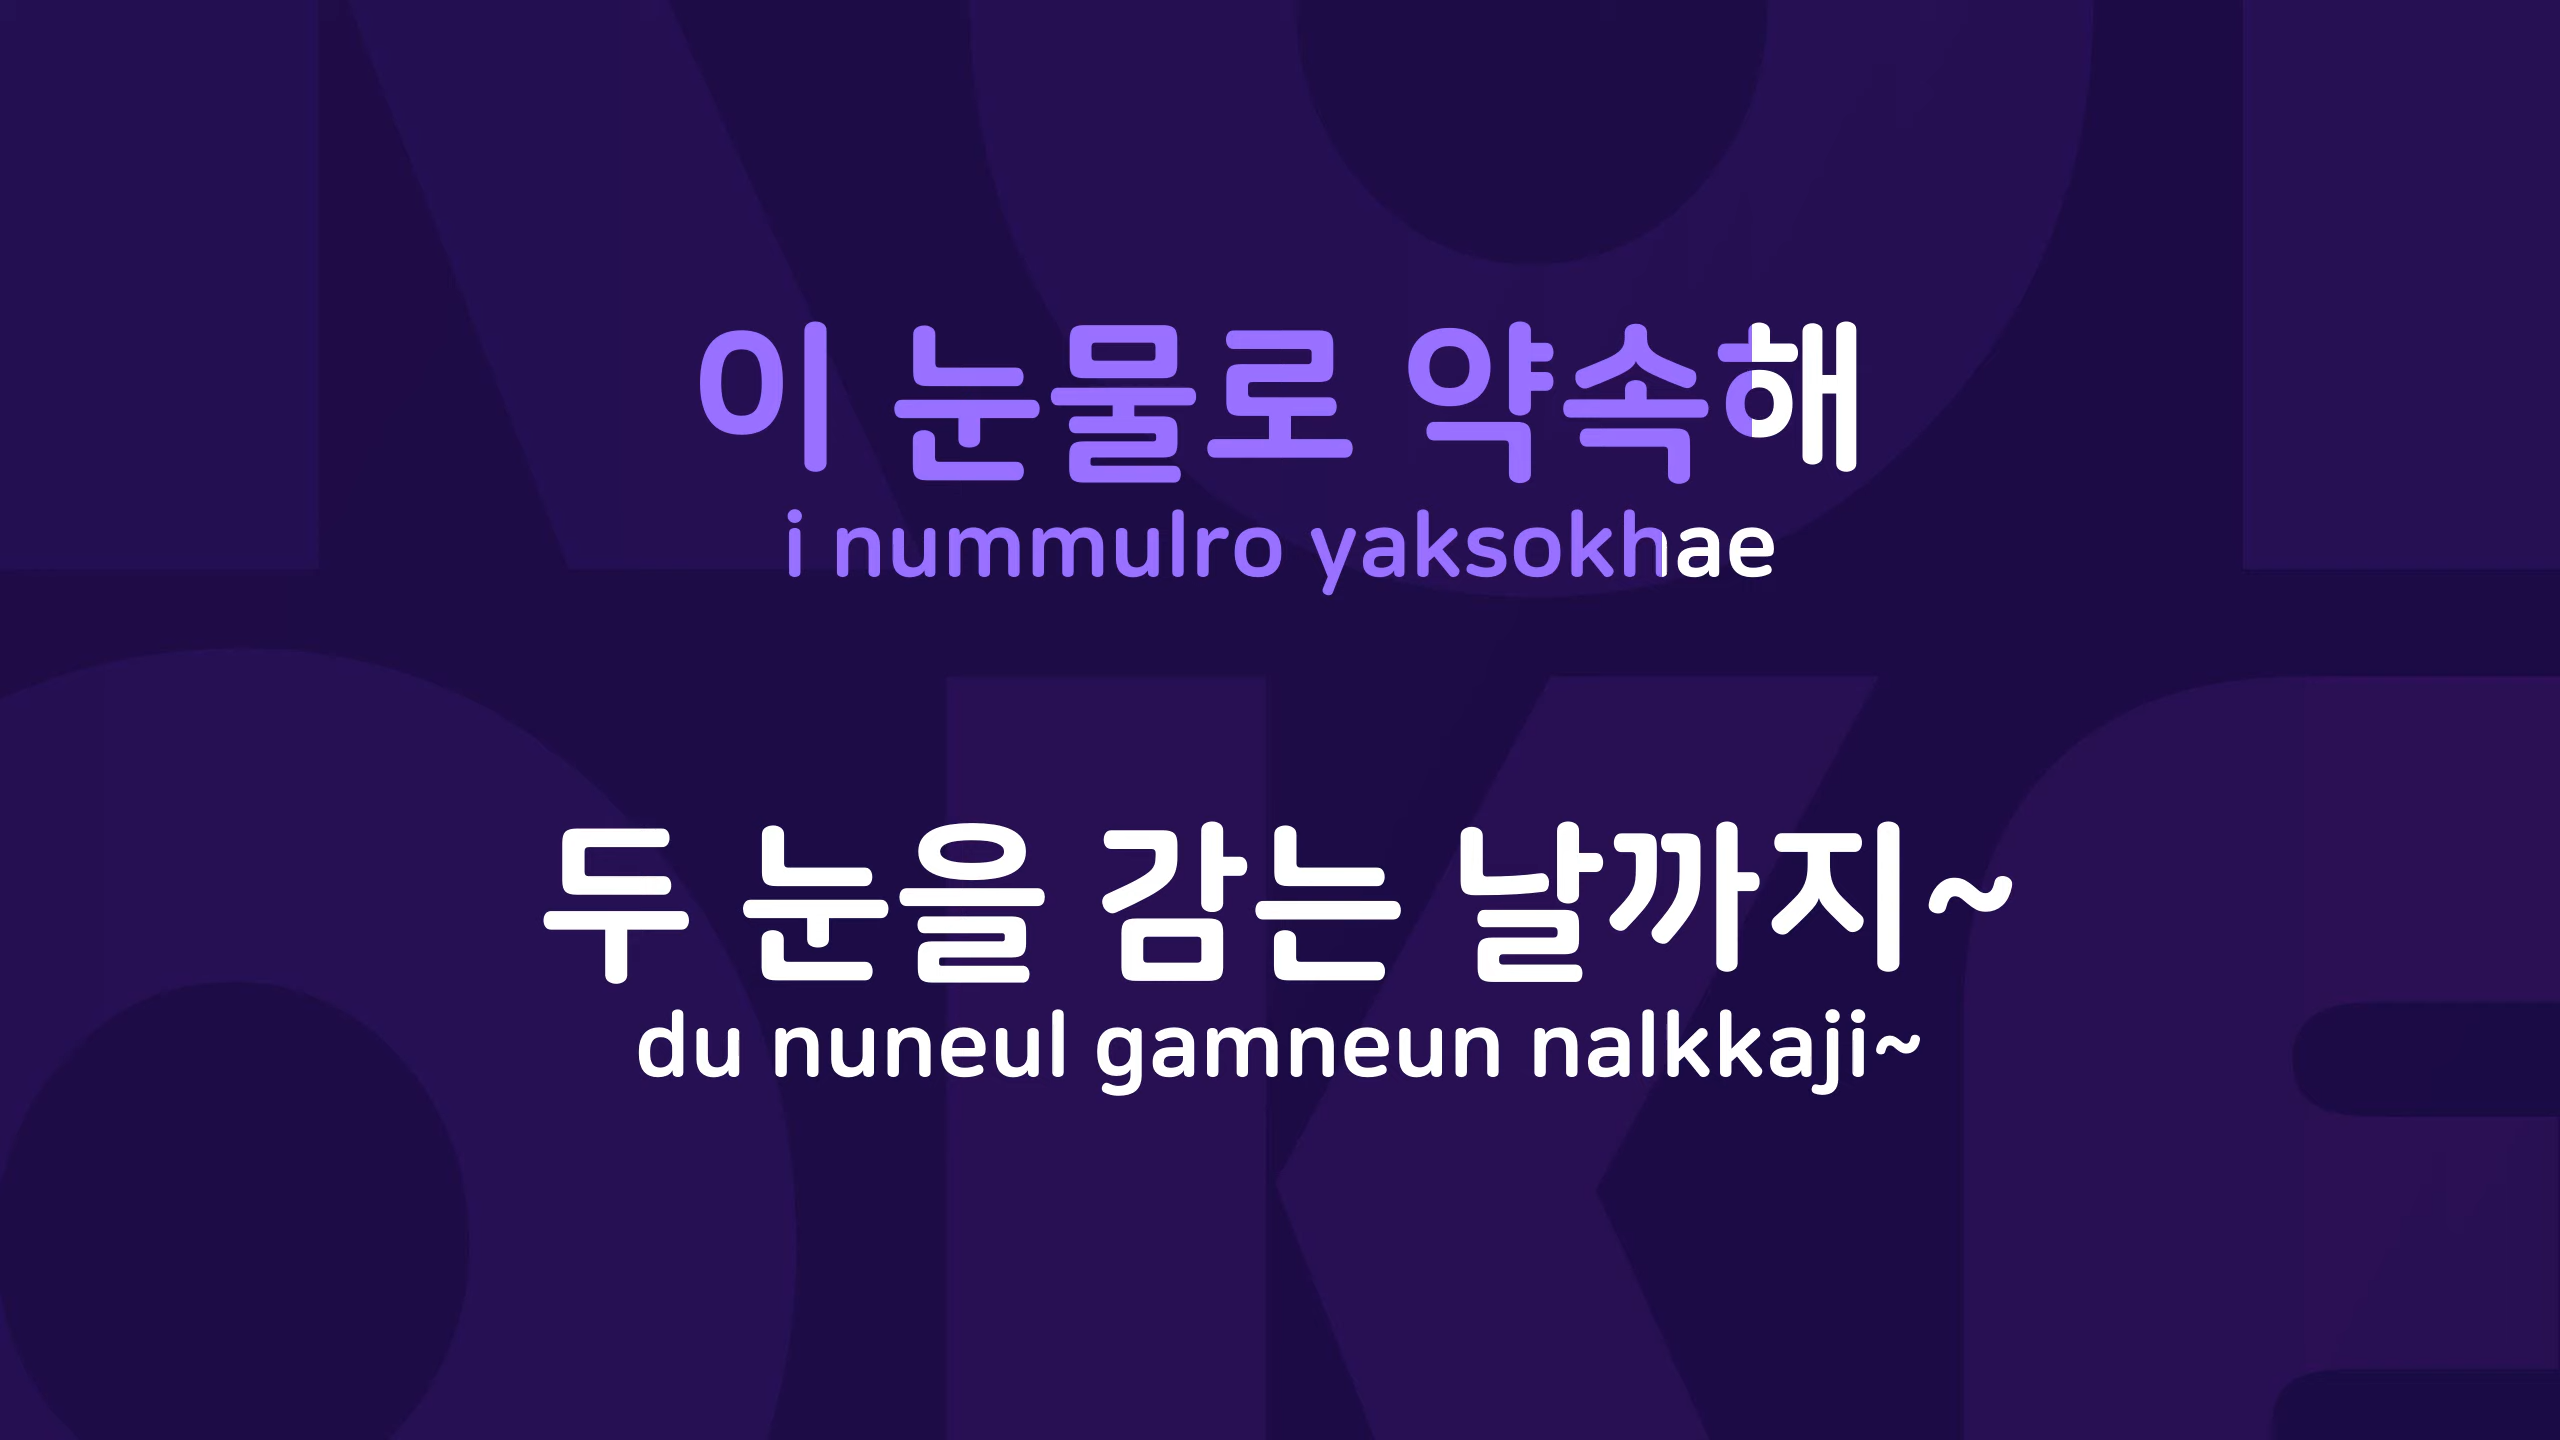 이 눈물로 약속해
i nummulro yaksokhae
두 눈을 감는 날까지~
du nuneul gamneun nalkkaji~